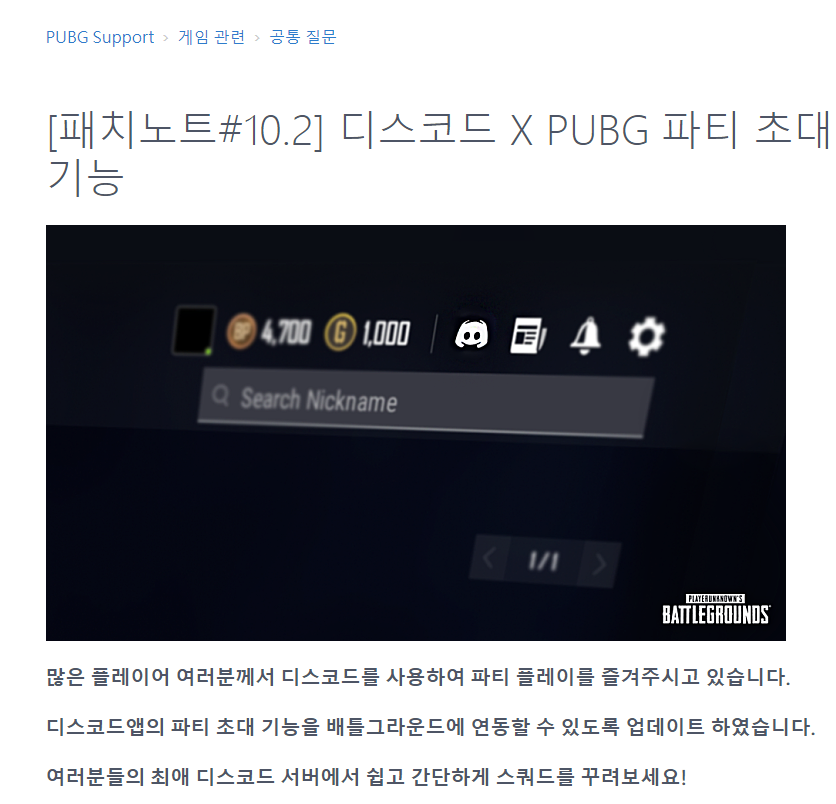 PUBG Support > 게임 관련 > 공통 질문
[패치노트#10.2] 디스코드 X PUBG 파티 초대
기능
BP 4,700 G 1,000
Search Nickname
< 1/1 >
PLAYERUNKNOWN'S
BATTLEGROUNDS
많은 플레이어 여러분께서 디스코드를 사용하여 파티 플레이를 즐겨주시고 있습니다.
디스코드앱의 파티 초대 기능을 배틀그라운드에 연동할 수 있도록 업데이트 하였습니다.
여러분들의 최애 디스코드 서버에서 쉽고 간단하게 스쿼드를 꾸려보세요!